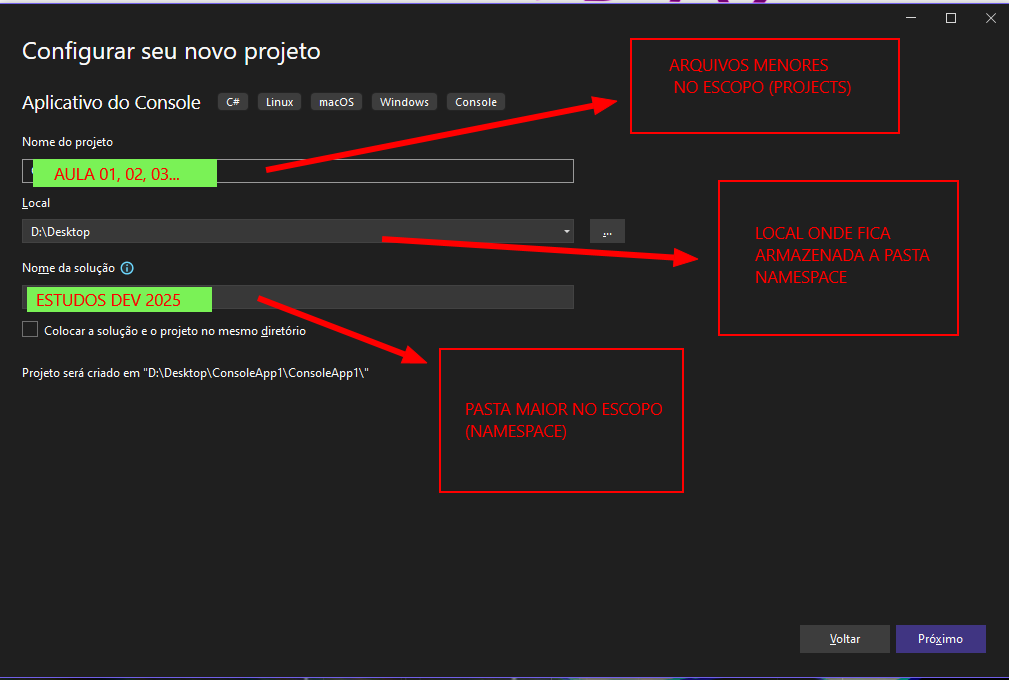 Configurar seu novo projeto
Aplicativo do Console C# Linux macOS Windows Console
ARQUIVOS MENORES
NO ESCOPO (PROJECTS)
Nome do projeto
AULA 01, 02, 03...
Local
D:\Desktop
...
LOCAL ONDE FICA
ARMAZENADA A PASTA
NAMESPACE
Nome da solução
ESTUDOS DEV 2025
Colocar a solução e o projeto no mesmo diretório
Projeto será criado em "D:\Desktop\ConsoleApp1\ConsoleApp1\"
PASTA MAIOR NO ESCOPO
(NAMESPACE)
Voltar
Próximo